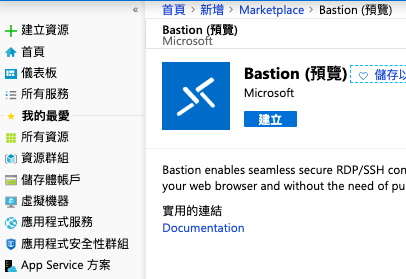 «
建立資源
首頁
儀表板
所有服務
我的最愛
所有資源
資源群組
儲存體帳戶
虛擬機器
應用程式服務
應用程式安全性群組
App Service 方案
首頁 > 新增 > Marketplace > Bastion (預覽)
Bastion (預覽)
Microsoft
Bastion (預覽) 儲存以
Microsoft
建立
Bastion enables seamless secure RDP/SSH con
your web browser and without the need of pu
實用的連結
Documentation